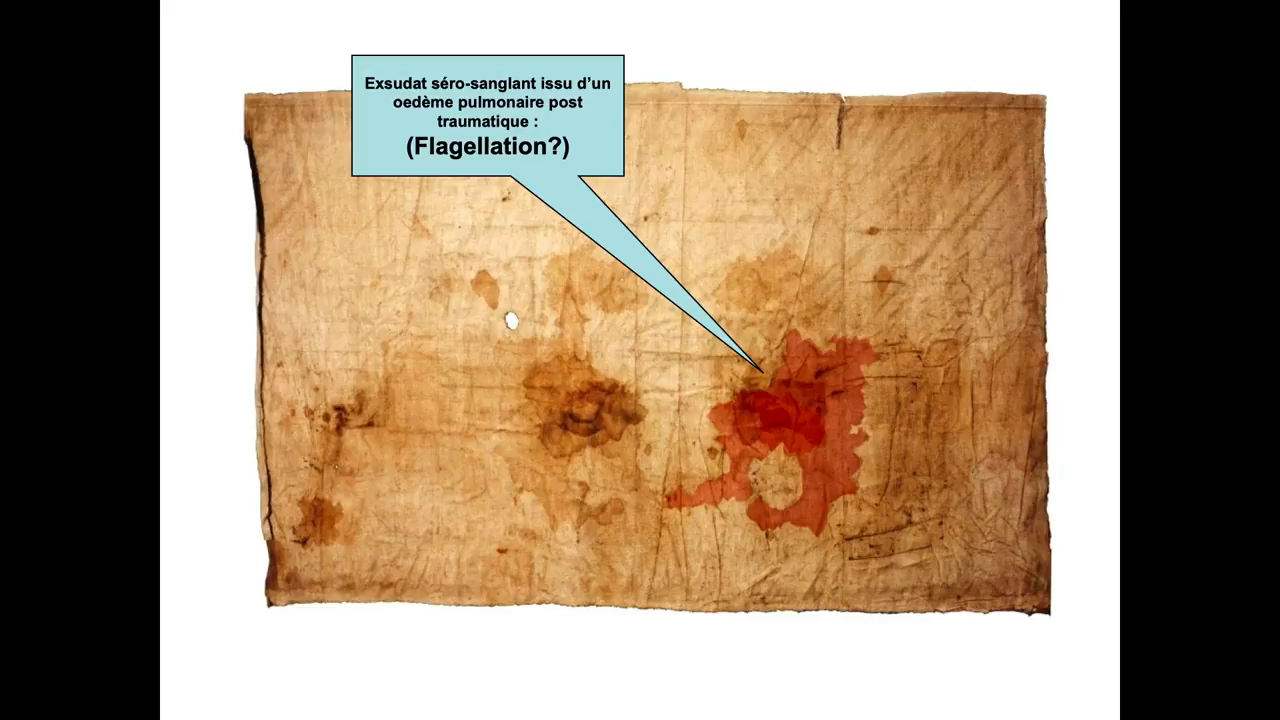 Exsudat séro-sanglant issu d’un
oedème pulmonaire post
traumatique :
(Flagellation?)